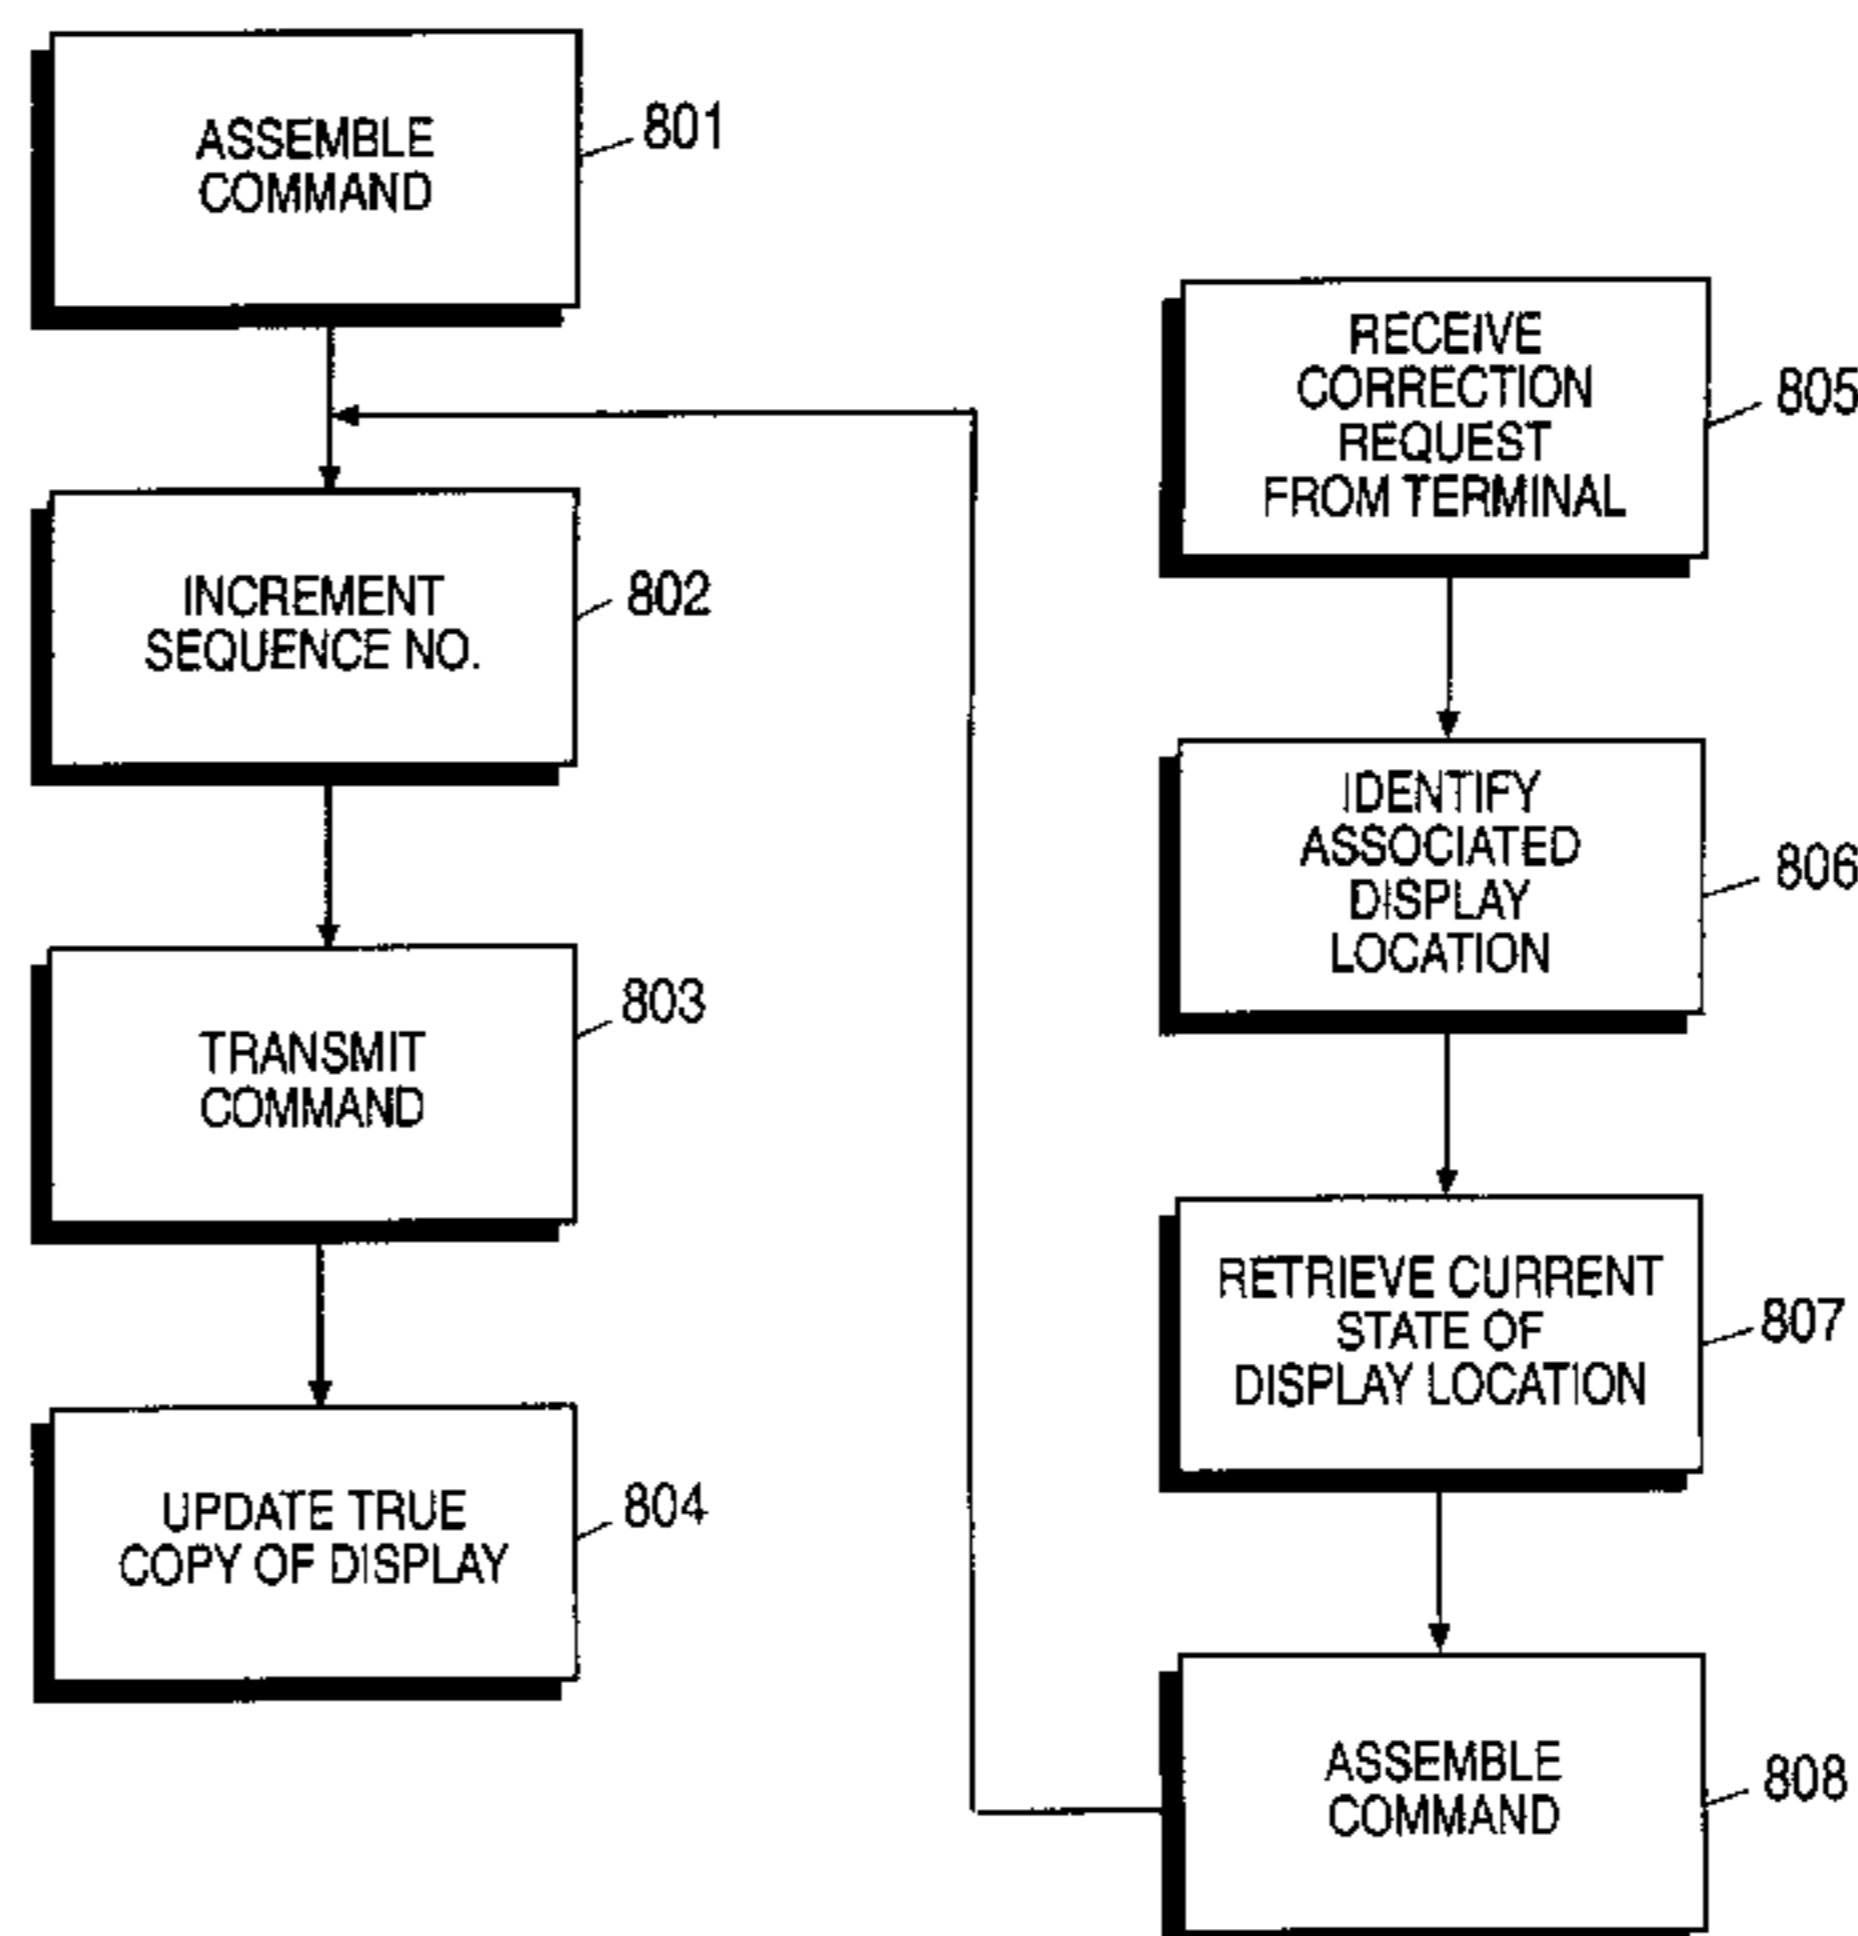 ASSEMBLE
COMMAND
801
INCREMENT
SEQUENCE NO.
802
TRANSMIT
COMMAND
803
UPDATE TRUE
COPY OF DISPLAY
804
RECEIVE
CORRECTION
REQUEST
FROM TERMINAL
805
IDENTIFY
ASSOCIATED
DISPLAY
LOCATION
806
RETRIEVE CURRENT
STATE OF
DISPLAY LOCATION
807
ASSEMBLE
COMMAND
808